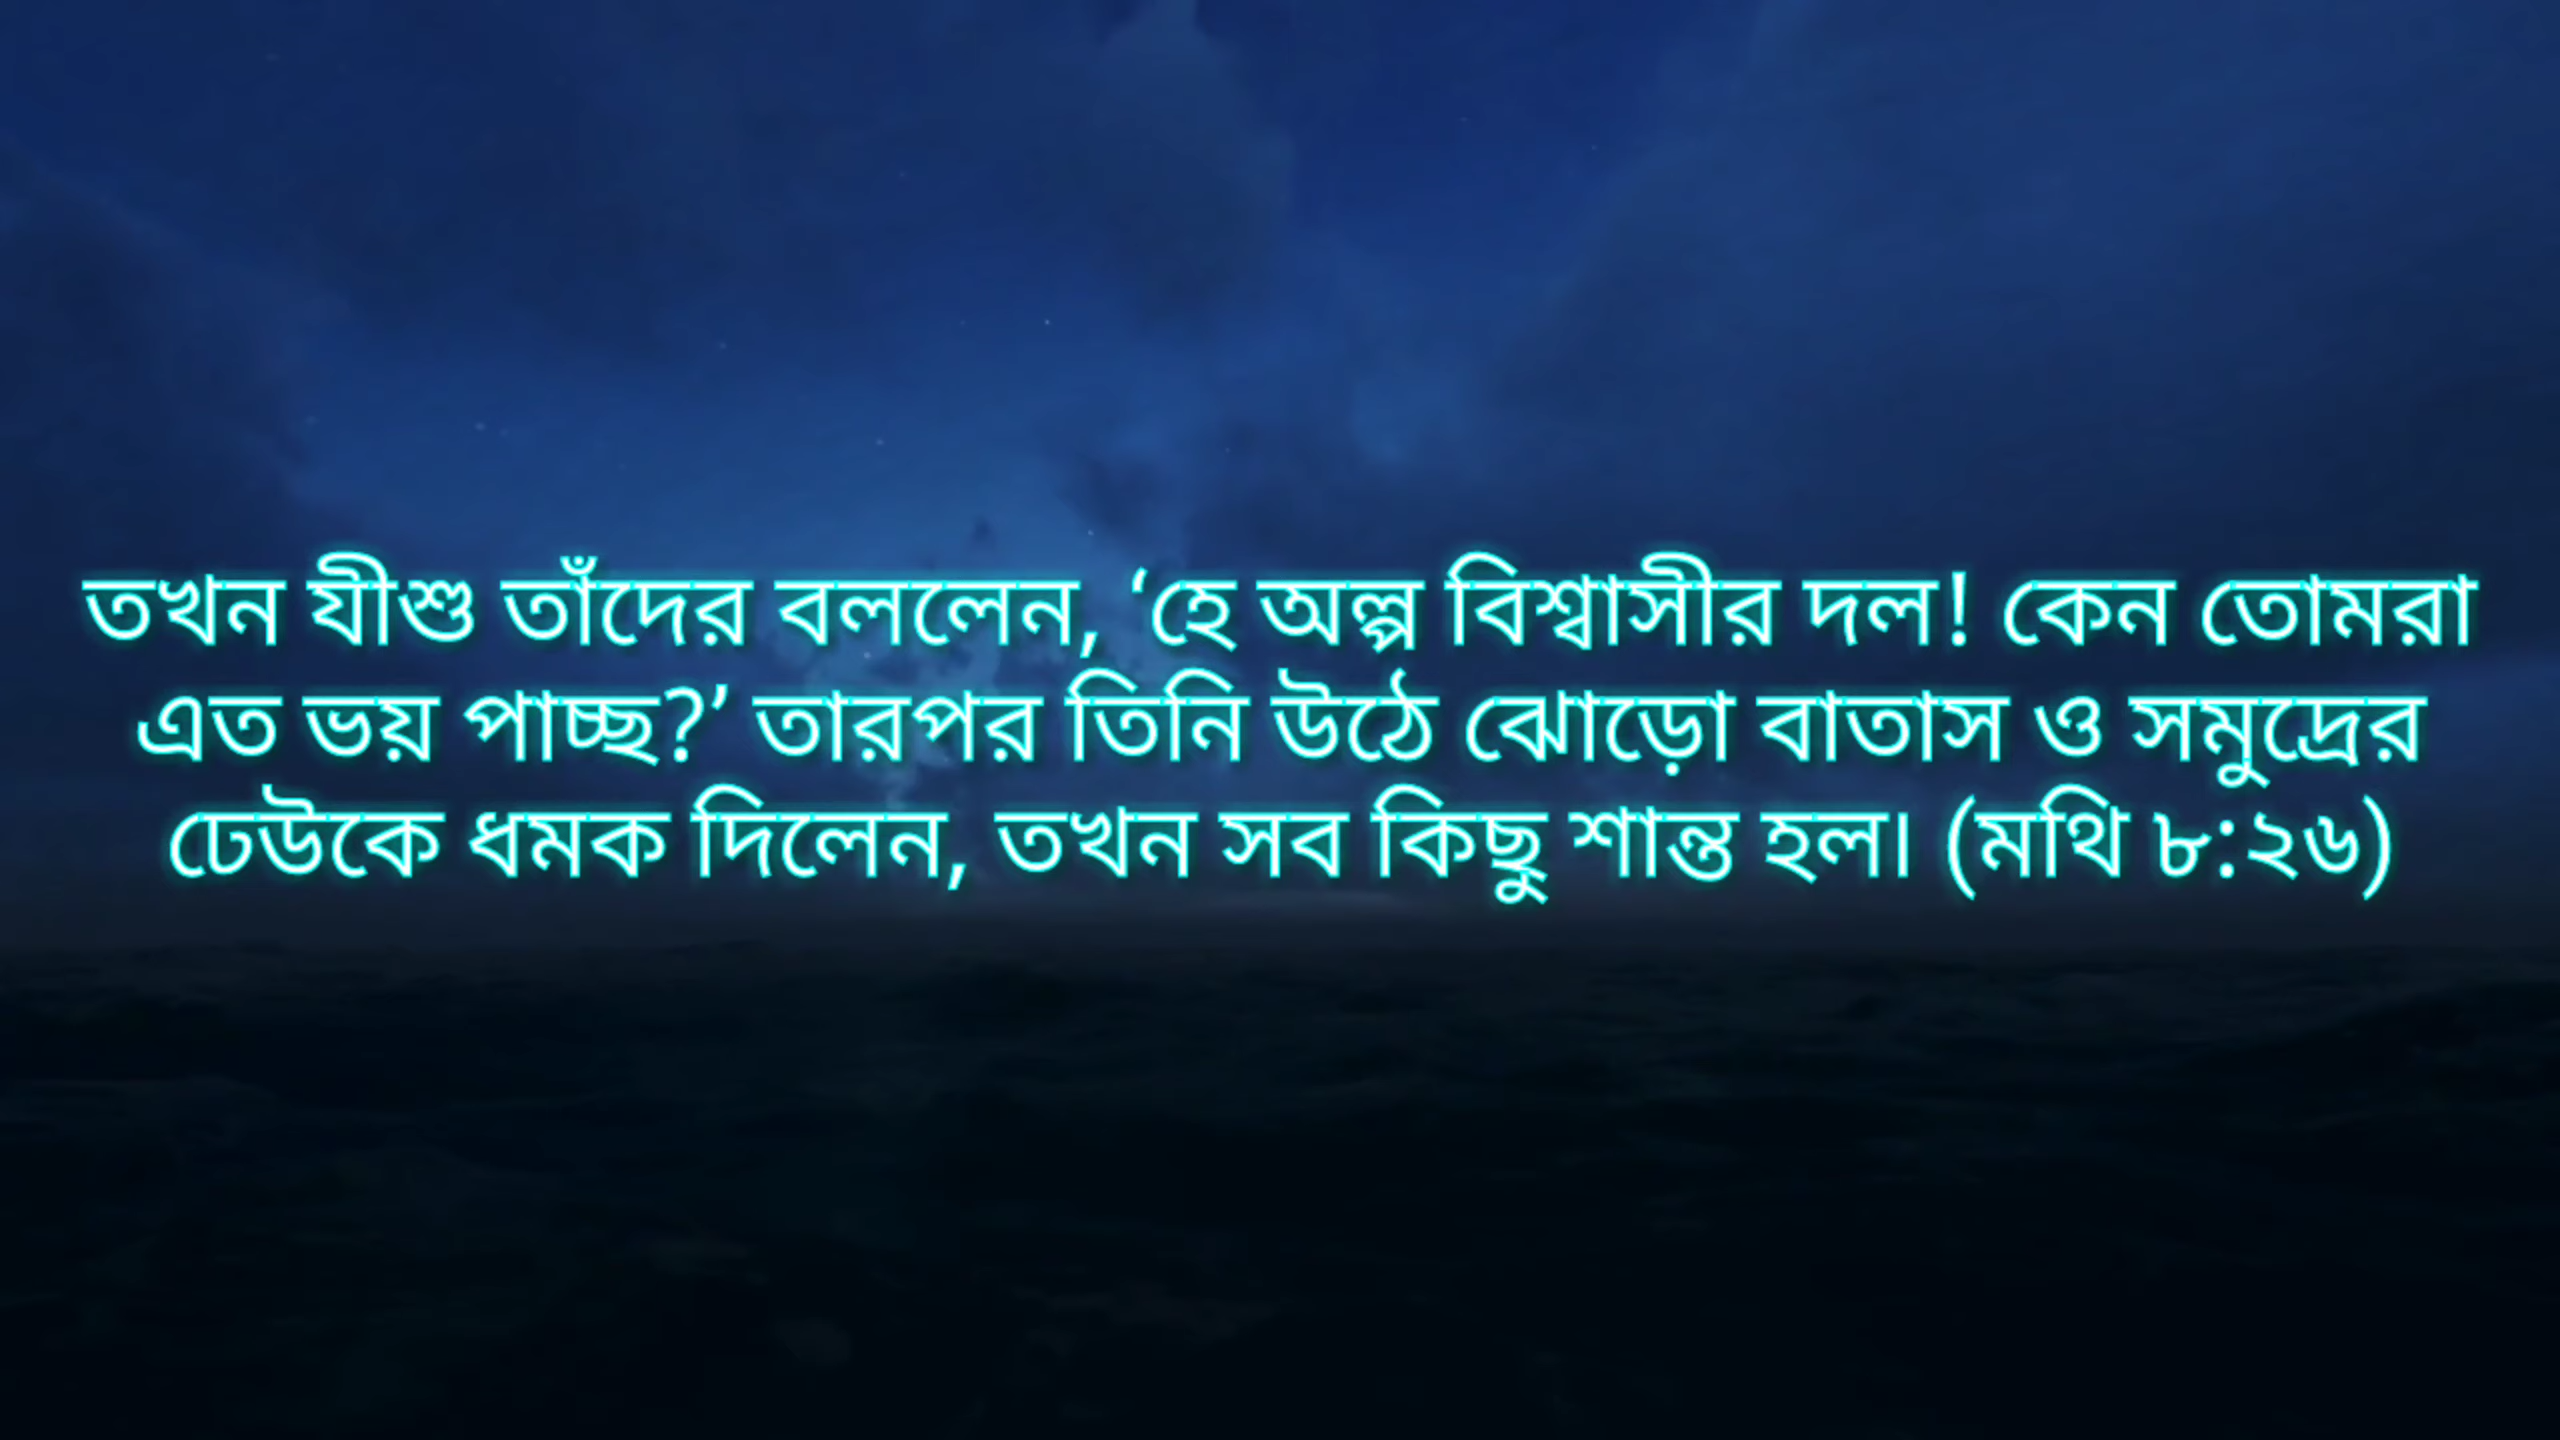 তখন যীশু তাঁদের বললেন, ‘হে অল্প বিশ্বাসীর দল! কেন তোমরা
এত ভয় পাচ্ছ?’ তারপর তিনি উঠে ঝোড়ো বাতাস ও সমুদ্রের
ঢেউকে ধমক দিলেন, তখন সব কিছু শান্ত হল। (মথি ৮:২৬)